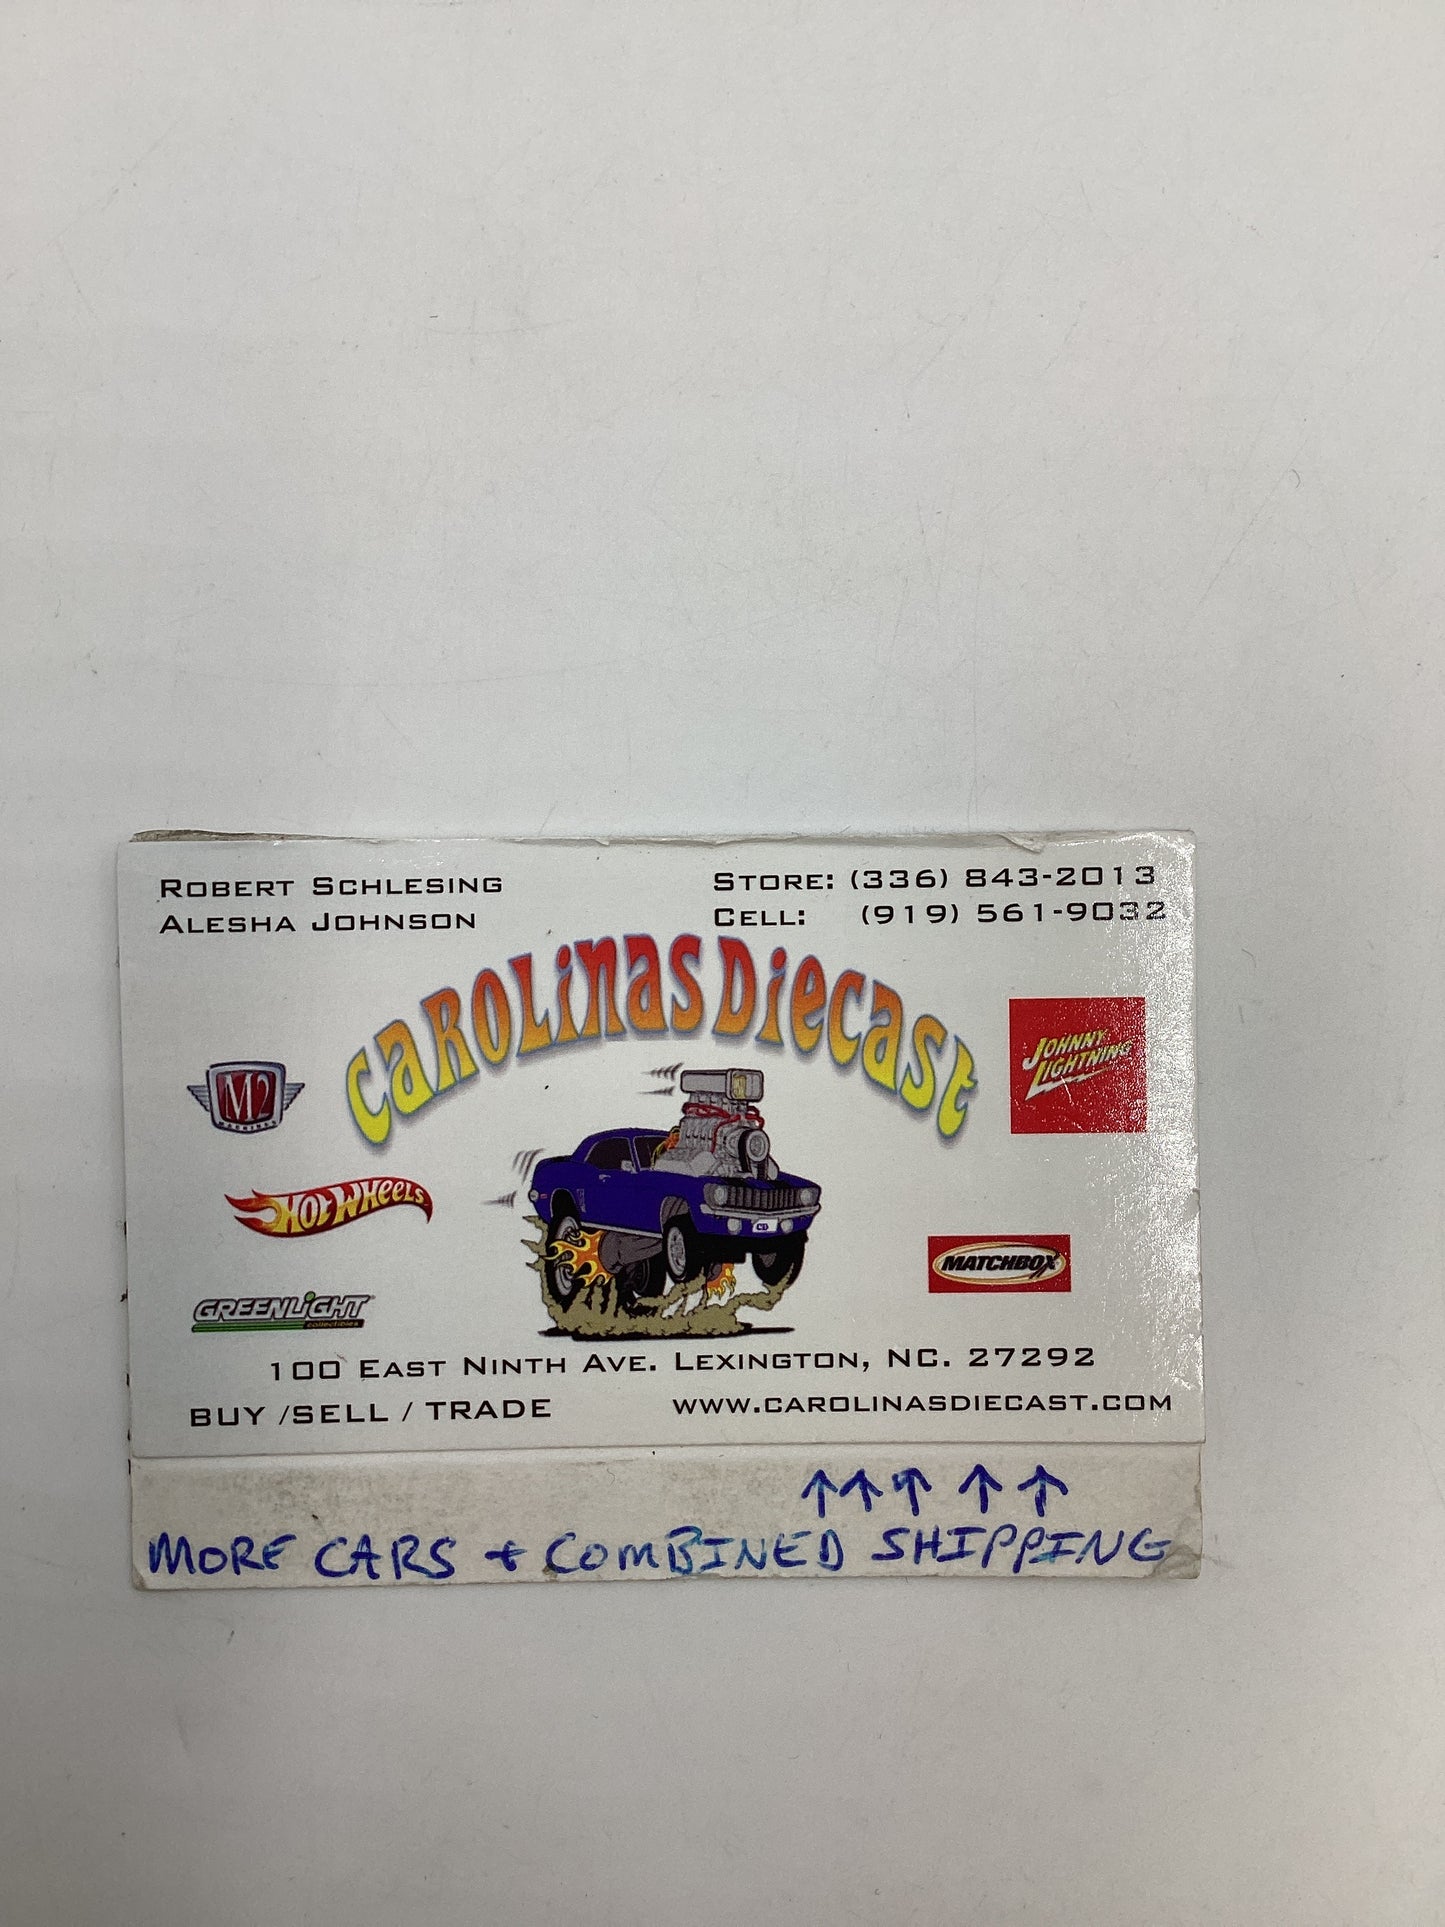 ROBERT SCHLESING
ALESHA JOHNSON
STORE: (336) 843-2013
CELL: (919) 561-9032
CAROLINAS DIECAST
M2
MACHINES
JOHNNY
LIGHTNING
HOT WHEELS
MATCHBOX
GREENLIGHT
collectibles
CD
100 EAST NINTH AVE. LEXINGTON, NC. 27292
BUY /SELL / TRADE
WWW.CAROLINASDIECAST.COM
↑↑↑ ↑ ↑
MORE CARS + COMBINED SHIPPING